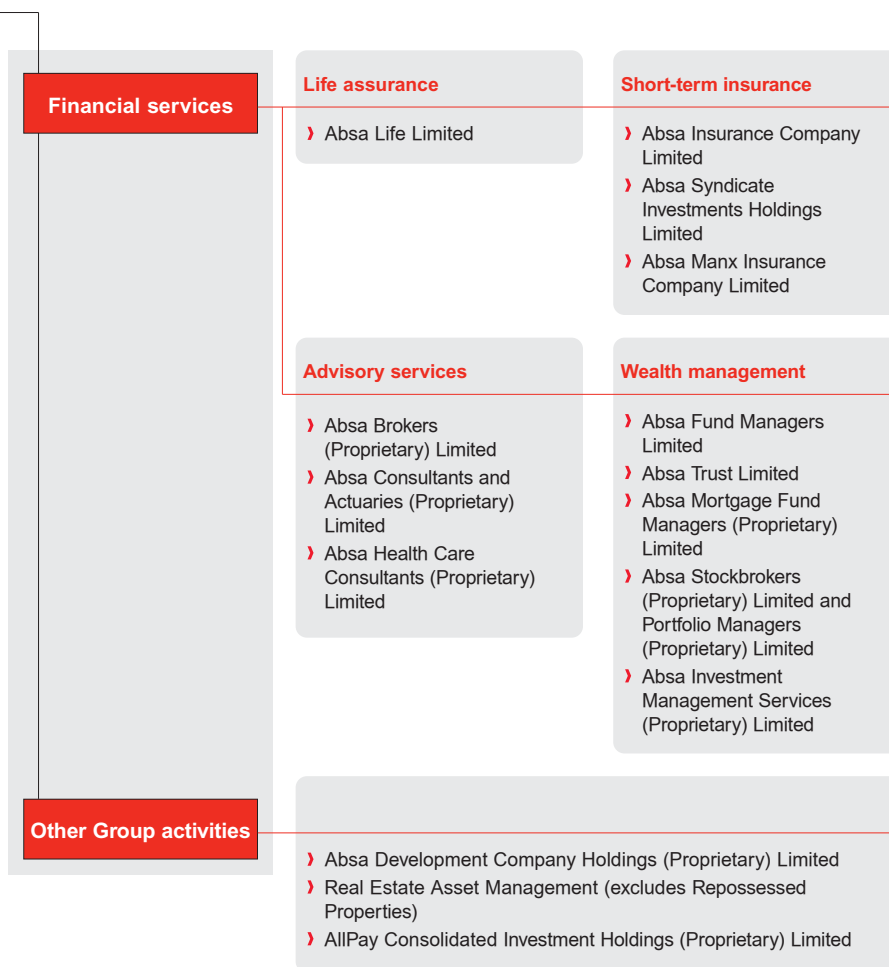 Financial services
Life assurance
Absa Life Limited
Short-term insurance
Absa Insurance Company
Limited
Absa Syndicate
Investments Holdings
Limited
Absa Manx Insurance
Company Limited
Advisory services
Absa Brokers
(Proprietary) Limited
Absa Consultants and
Actuaries (Proprietary)
Limited
Absa Health Care
Consultants (Proprietary)
Limited
Wealth management
Absa Fund Managers
Limited
Absa Trust Limited
Absa Mortgage Fund
Managers (Proprietary)
Limited
Absa Stockbrokers
(Proprietary) Limited and
Portfolio Managers
(Proprietary) Limited
Absa Investment
Management Services
(Proprietary) Limited
Other Group activities
Absa Development Company Holdings (Proprietary) Limited
Real Estate Asset Management (excludes Repossessed
Properties)
AllPay Consolidated Investment Holdings (Proprietary) Limited